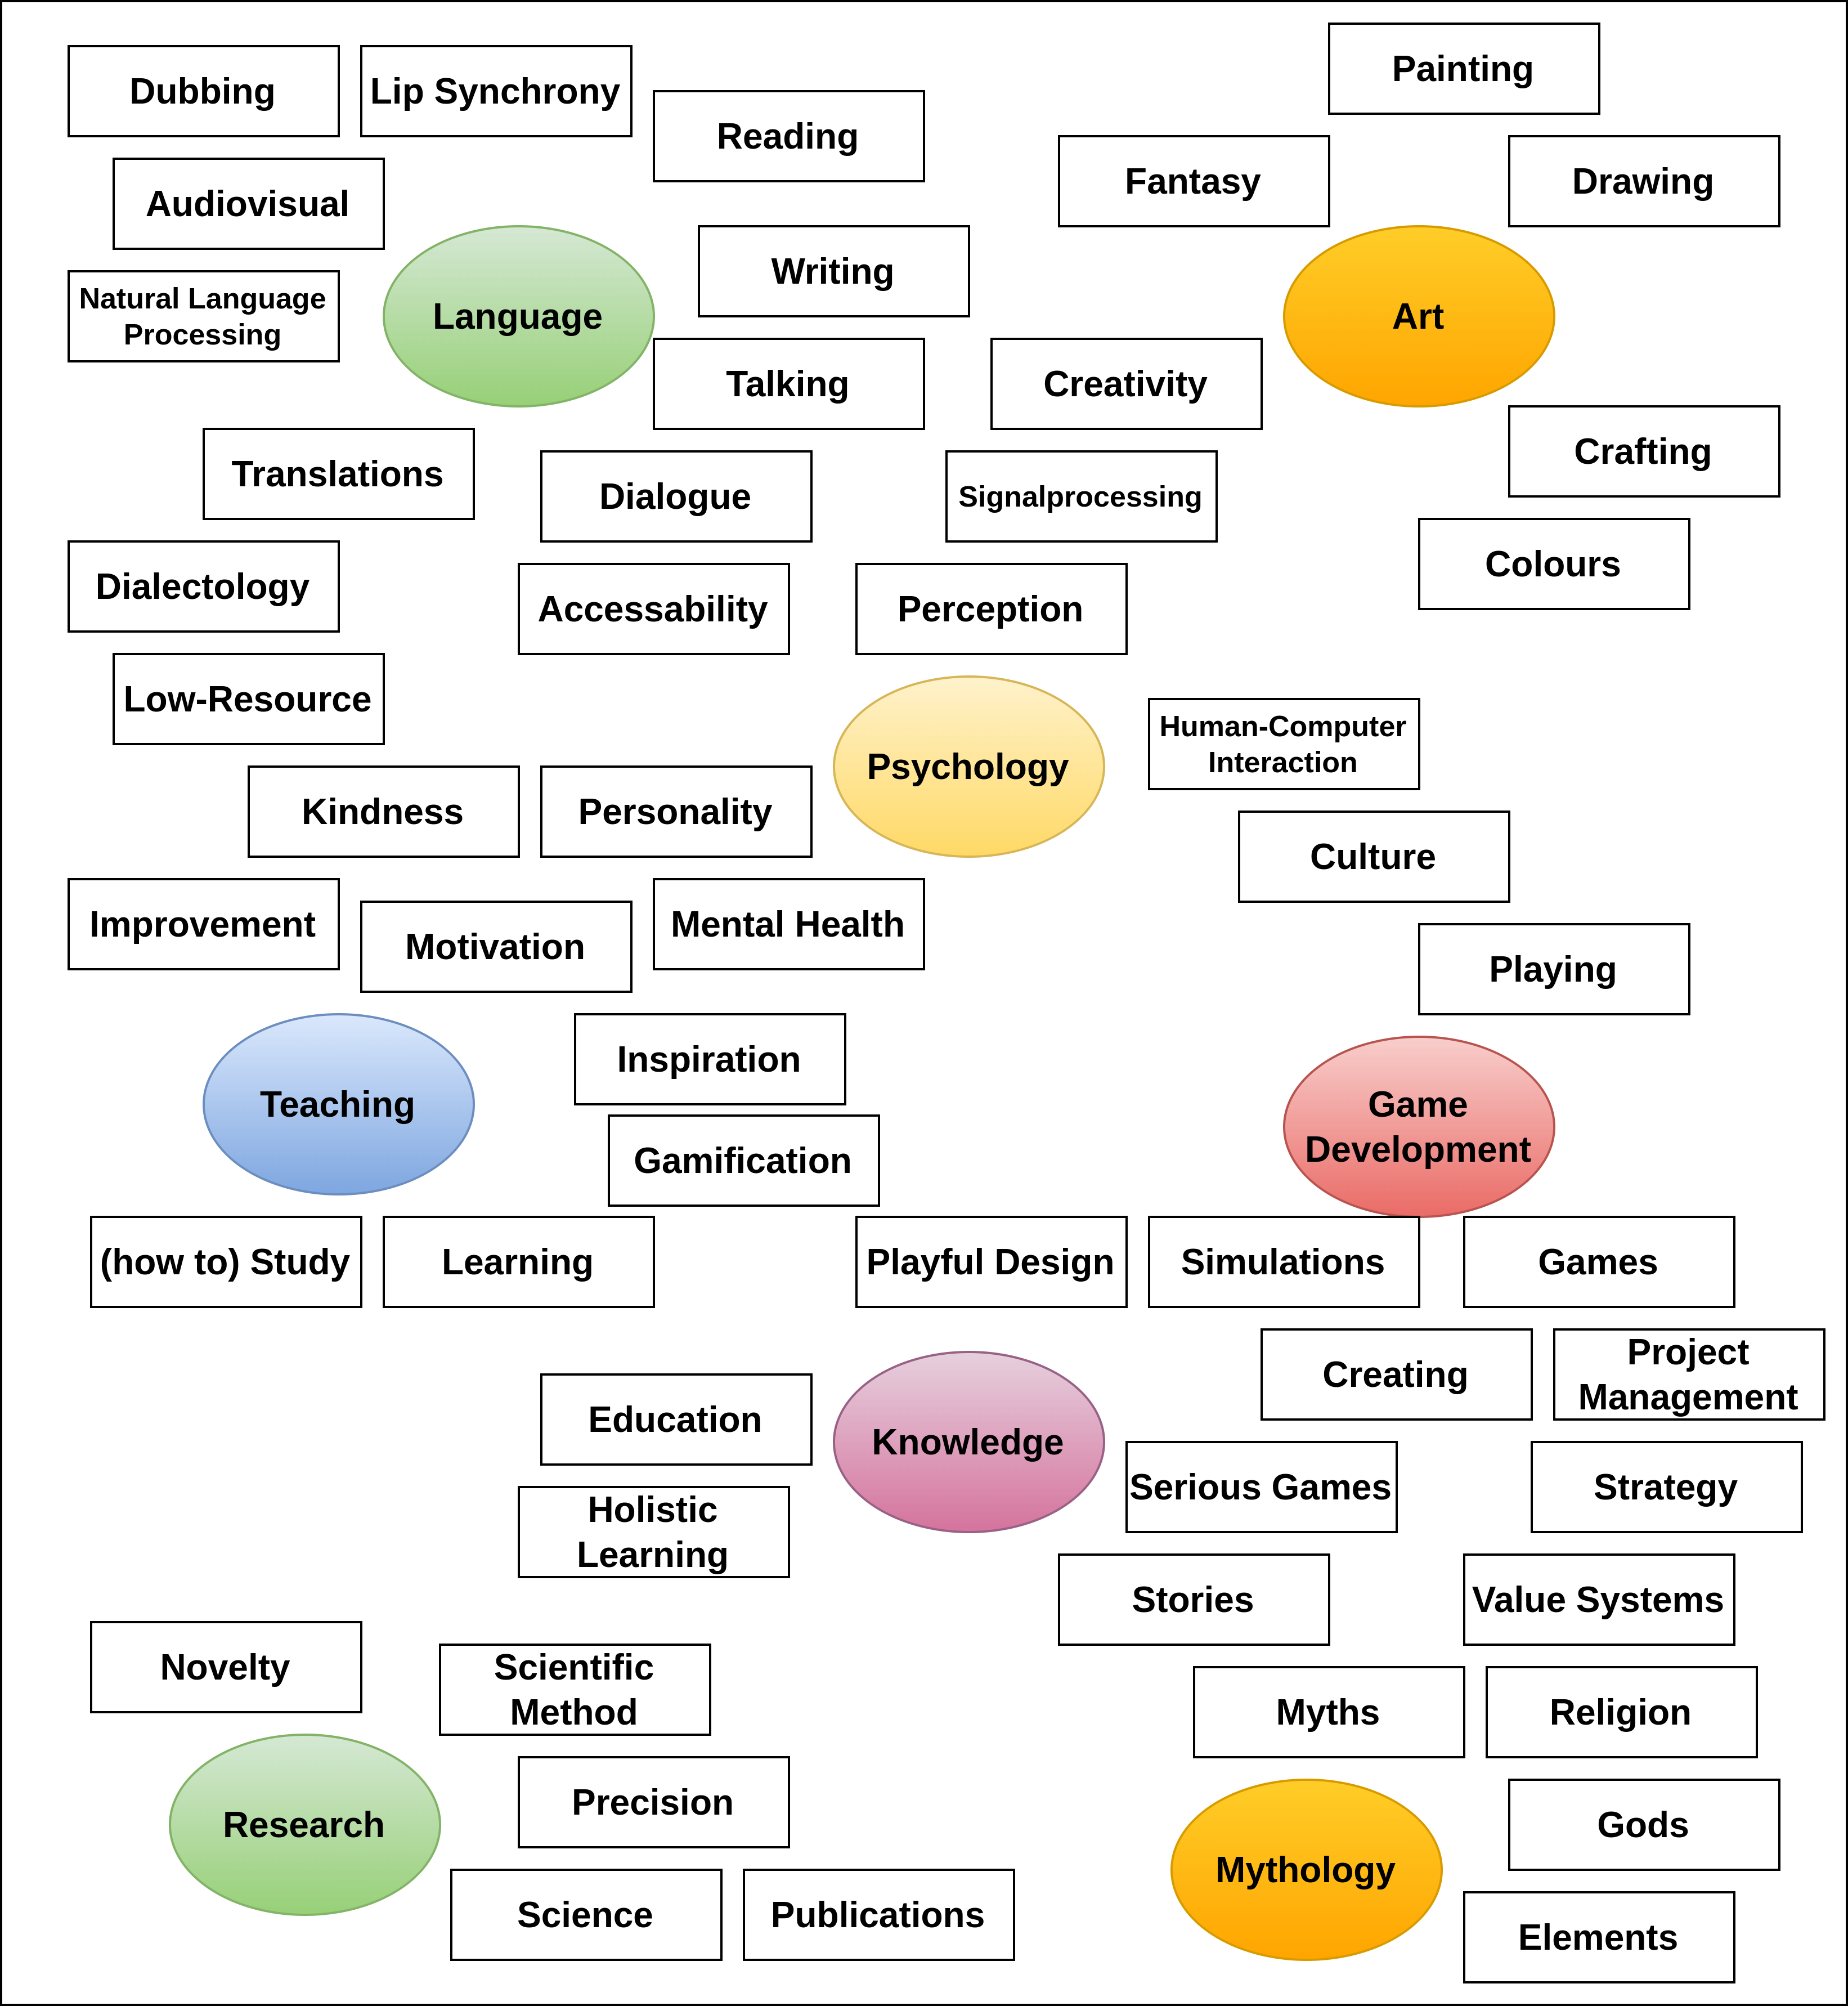 Painting
Dubbing
Lip Synchrony
Reading
Fantasy
Drawing
Audiovisual
Writing
Natural Language
Processing
Language
Art
Talking
Creativity
Crafting
Translations
Dialogue
Signalprocessing
Colours
Dialectology
Accessability
Perception
Low-Resource
Human-Computer
Interaction
Psychology
Kindness
Personality
Culture
Improvement
Motivation
Mental Health
Playing
Inspiration
Teaching
Game
Development
Gamification
(how to) Study
Learning
Playful Design
Simulations
Games
Creating
Project
Management
Education
Knowledge
Serious Games
Strategy
Holistic
Learning
Stories
Value Systems
Novelty
Scientific
Method
Myths
Religion
Precision
Research
Gods
Mythology
Science
Publications
Elements